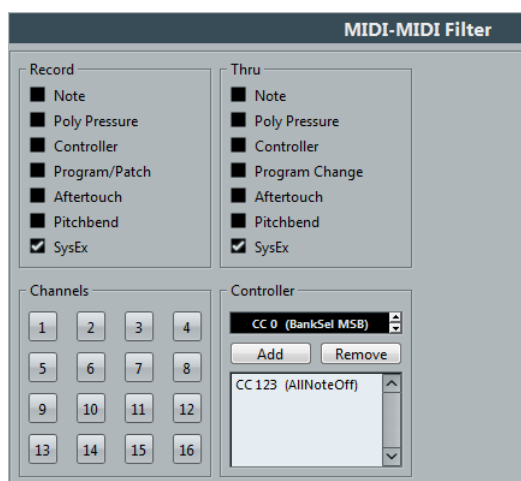 MIDI-MIDI Filter
Record
Note
Poly Pressure
Controller
Program/Patch
Aftertouch
Pitchbend
SysEx
Thru
Note
Poly Pressure
Controller
Program Change
Aftertouch
Pitchbend
SysEx
Channels
1 2 3 4
5 6 7 8
9 10 11 12
13 14 15 16
Controller
CC 0 (BankSel MSB)
Add Remove
CC 123 (AllNoteOff)